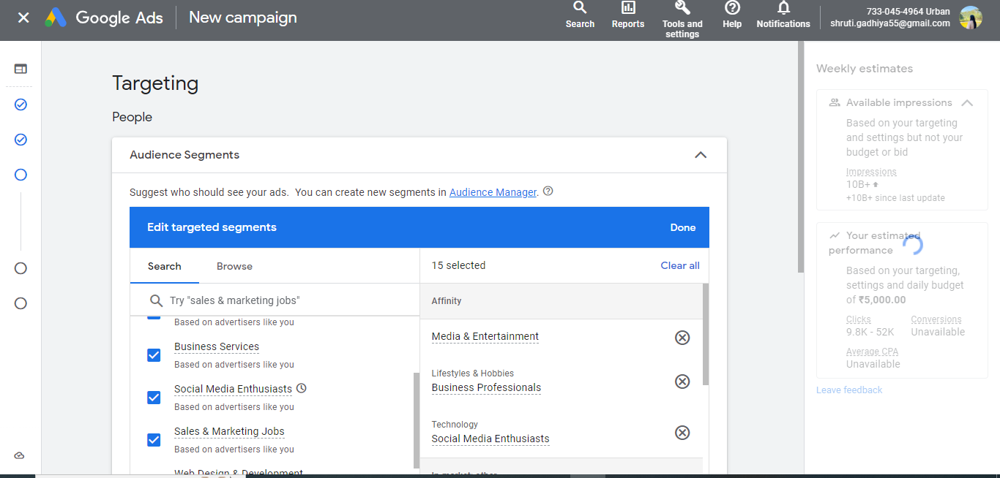 Google Ads
New campaign
Search
Reports
Tools and
settings
Help
Notifications
733-045-4964 Urban
shruti.gadhiya55@gmail.com
Targeting
People
Audience Segments
Suggest who should see your ads. You can create new segments in Audience Manager.
Edit targeted segments
Done
Search
Browse
Try "sales & marketing jobs"
Based on advertisers like you
Business Services
Based on advertisers like you
Social Media Enthusiasts
Based on advertisers like you
Sales & Marketing Jobs
Based on advertisers like you
Web Design & Development
15 selected
Clear all
Affinity
Media & Entertainment
Lifestyles & Hobbies
Business Professionals
Technology
Social Media Enthusiasts
In-market: other
Weekly estimates
Available impressions
Based on your targeting
and settings but not your
budget or bid
Impressions
10B+
+10B+ since last update
Your estimated
performance
Based on your targeting,
settings and daily budget
of ₹5,000.00
Clicks
Conversions
9.8K - 52K
Unavailable
Average CPA
Unavailable
Leave feedback